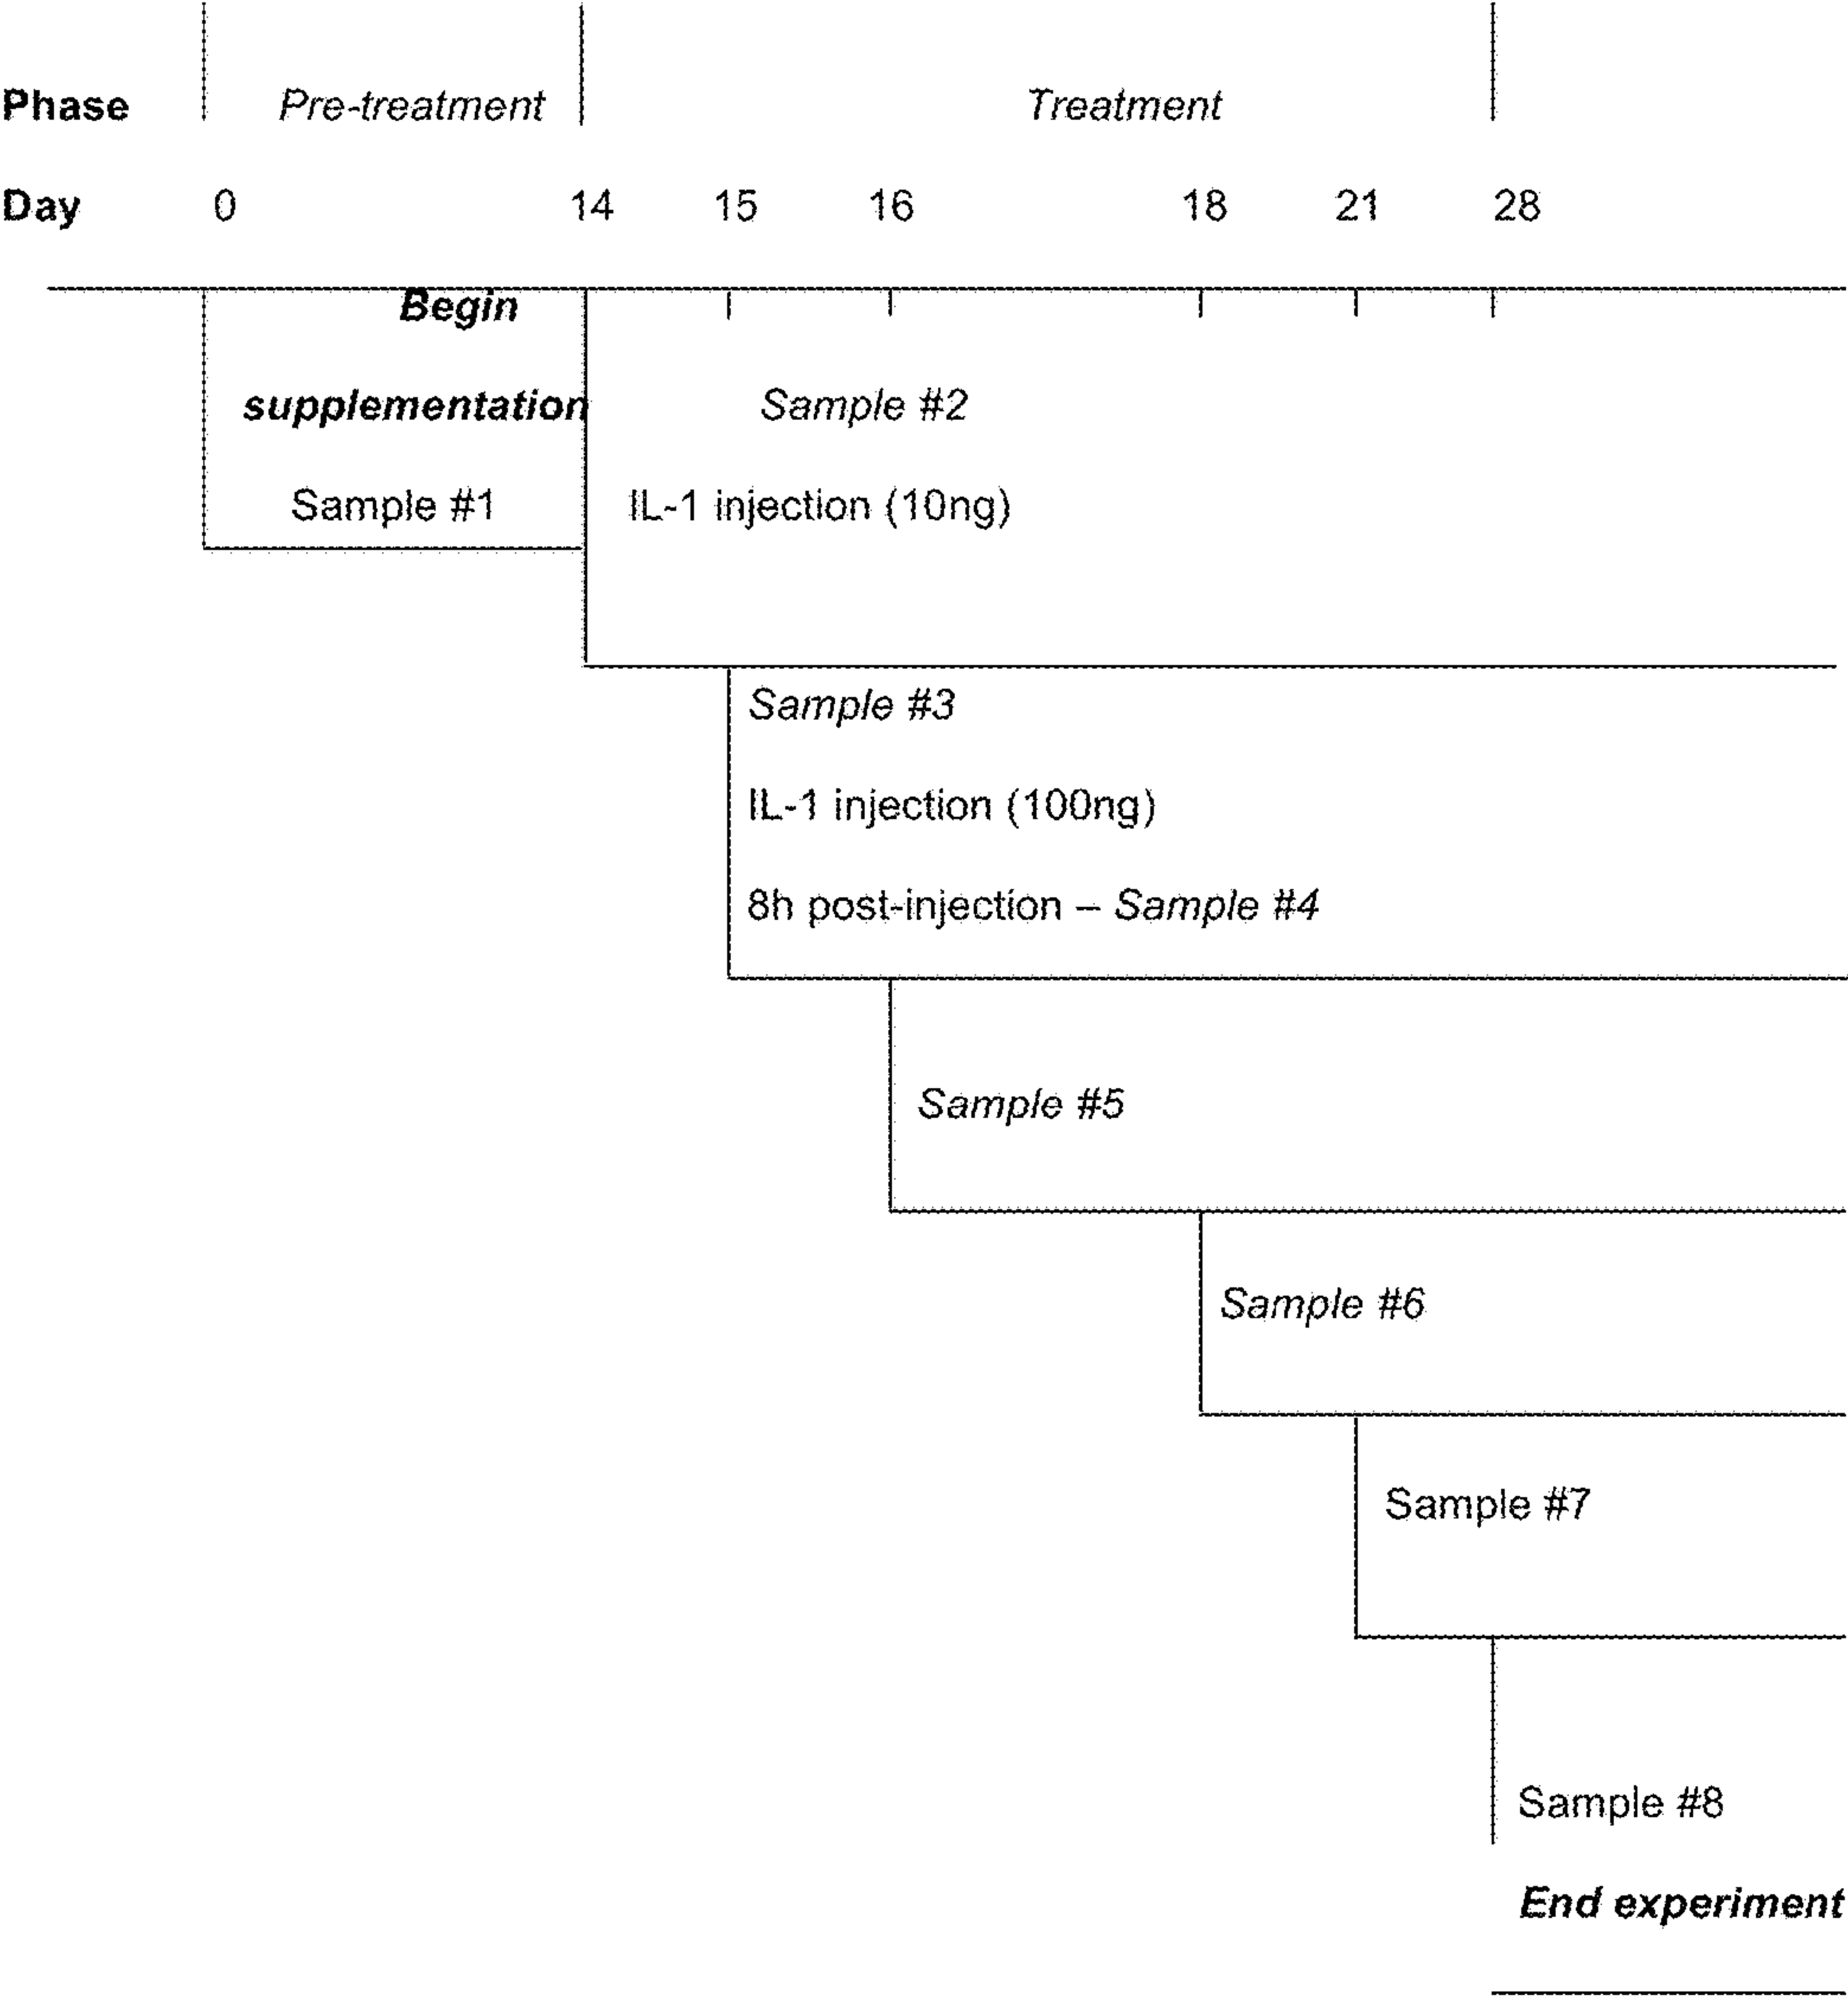 Phase Pre-treatment Treatment
Day 0 14 15 16 18 21 28
Begin
supplementation Sample #2
Sample #1 IL-1 injection (10ng)
Sample #3
IL-1 injection (100ng)
8h post-injection – Sample #4
Sample #5
Sample #6
Sample #7
Sample #8
End experiment